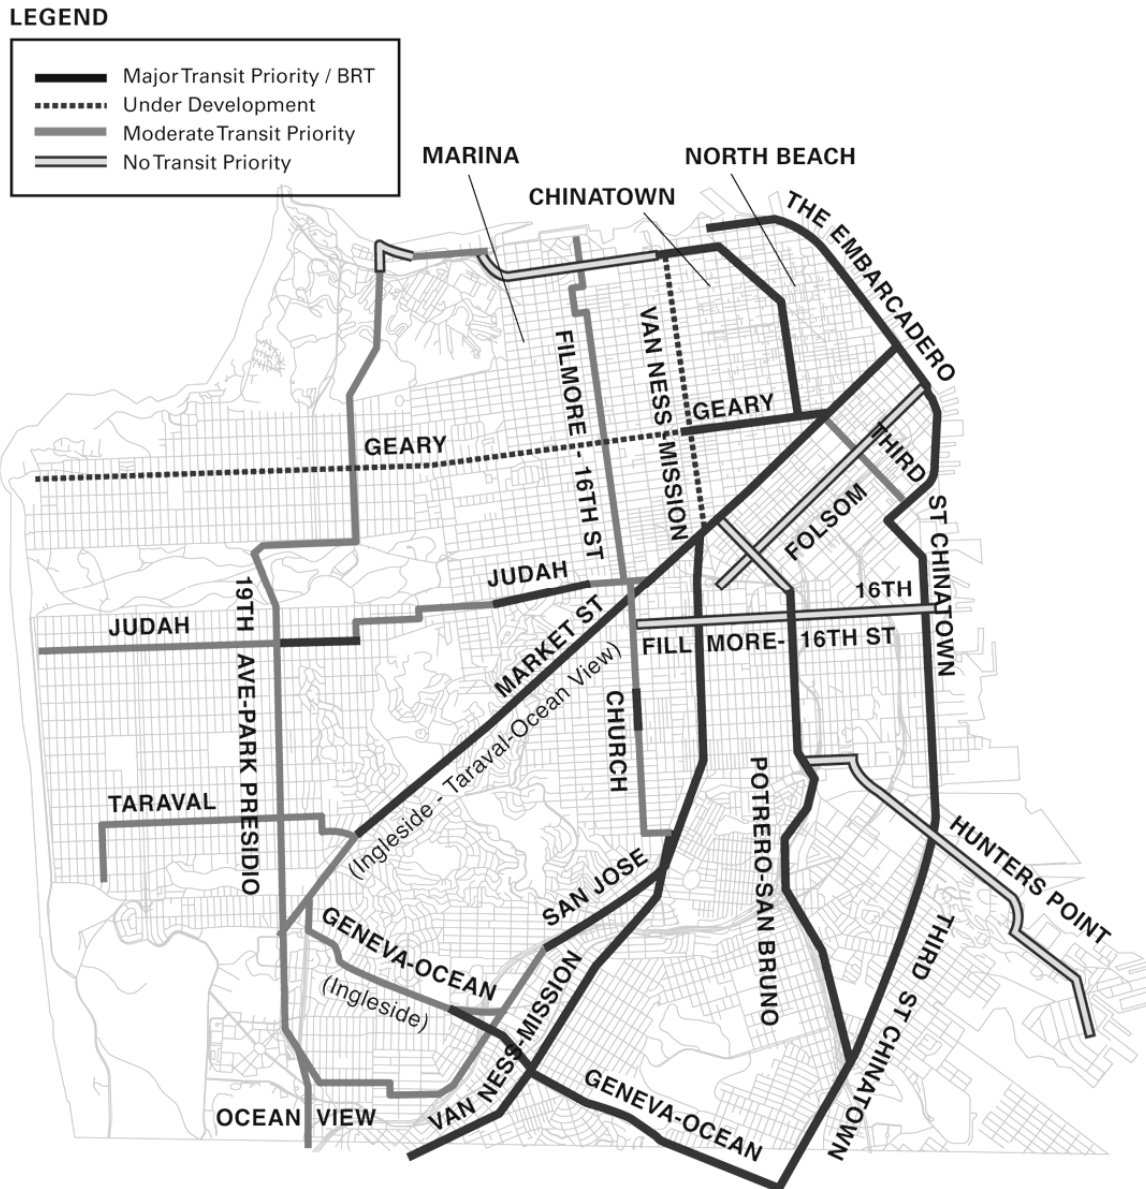 LEGEND
Major Transit Priority / BRT
Under Development
Moderate Transit Priority
No Transit Priority
MARINA
NORTH BEACH
CHINATOWN
THE EMBARCADERO
FILMORE - 16TH ST
VAN NESS-MISSION
GEARY
GEARY
THIRD ST CHINATOWN
FOLSOM
JUDAH
16TH
19TH AVE-PARK PRESIDIO
JUDAH
MARKET ST
(Ingleside - Taraval-Ocean View)
FILLMORE- 16TH ST
CHURCH
TARAVAL
POTRERO-SAN BRUNO
HUNTERS POINT
SAN JOSE
GENEVA-OCEAN
(Ingleside)
VAN NESS-MISSION
THIRD ST CHINATOWN
GENEVA-OCEAN
OCEAN VIEW